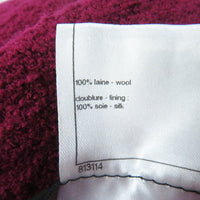 100% laine - wool
doublure - lining :
100% soie - silk
813114